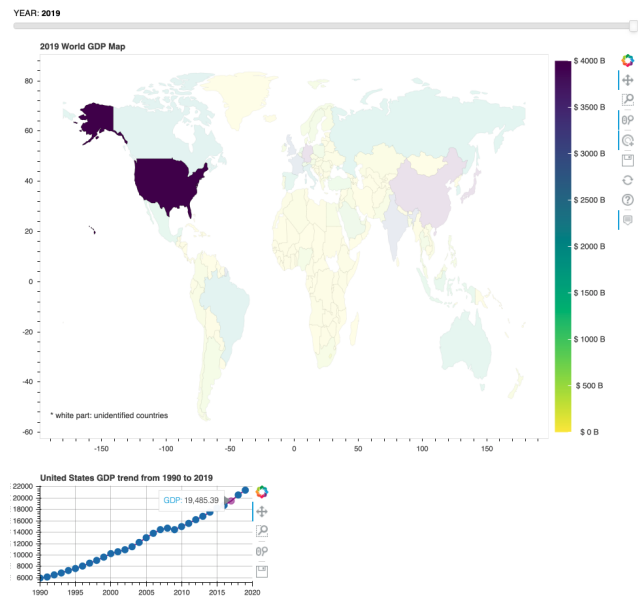 YEAR: 2019
2019 World GDP Map
80
60
40
20
0
-20
-40
-60
-150
-100
-50
0
50
100
150
* white part: unidentified countries
$ 4000 B
$ 3500 B
$ 3000 B
$ 2500 B
$ 2000 B
$ 1500 B
$ 1000 B
$ 500 B
$ 0 B
United States GDP trend from 1990 to 2019
22000
20000
18000
16000
14000
12000
10000
8000
6000
GDP: 19,485.39
1990
1995
2000
2005
2010
2015
2020